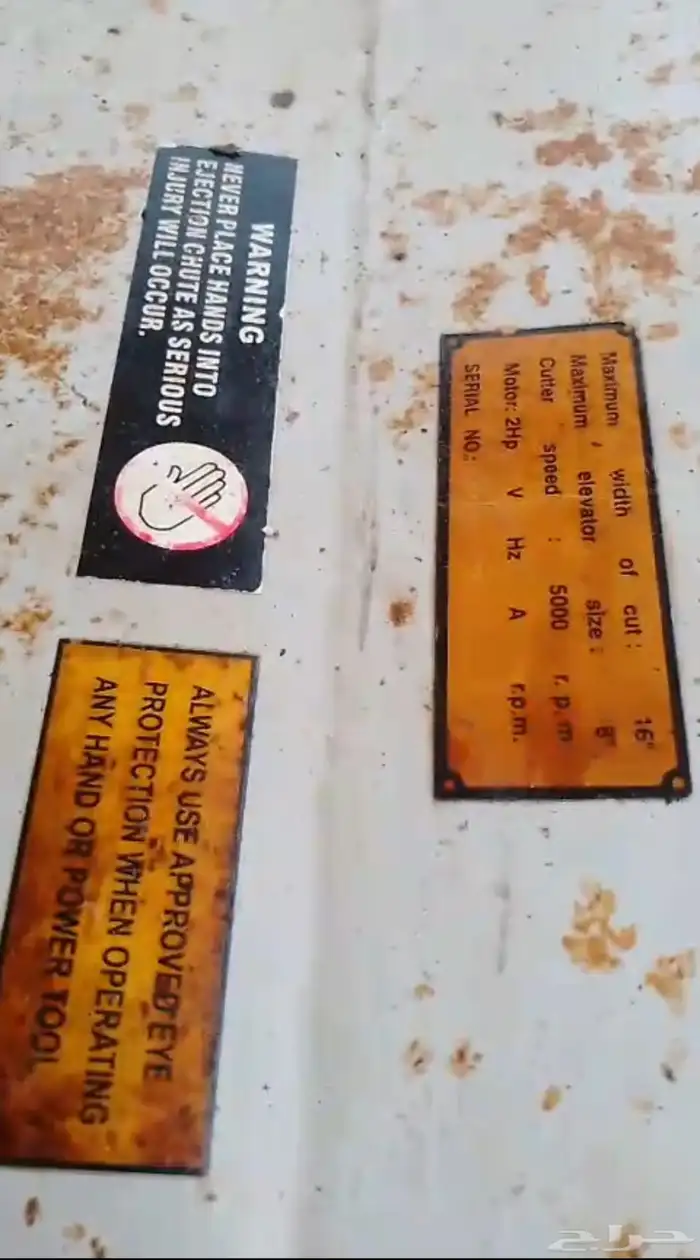 WARNING
NEVER PLACE HANDS INTO
EJECTION CHUTE AS SERIOUS
INJURY WILL OCCUR.
Maximum width of cut: 16"
Maximum elevator size: 8"
Cutter speed : 5000 r.p.m
Motor: 2Hp V Hz A r.p.m.
SERIAL NO.:
ALWAYS USE APPROVED EYE
PROTECTION WHEN OPERATING
ANY HAND OR POWER TOOL
حراج